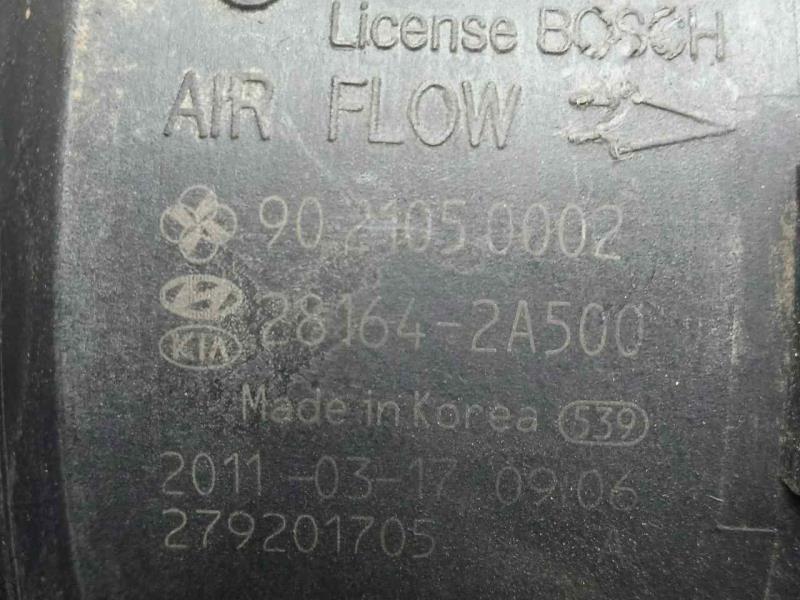 License BOSCH
AIR FLOW
90.2105.0002
28164-2A500
KIA
Made in Korea 539
2011-03-17 09:06
279201705 A